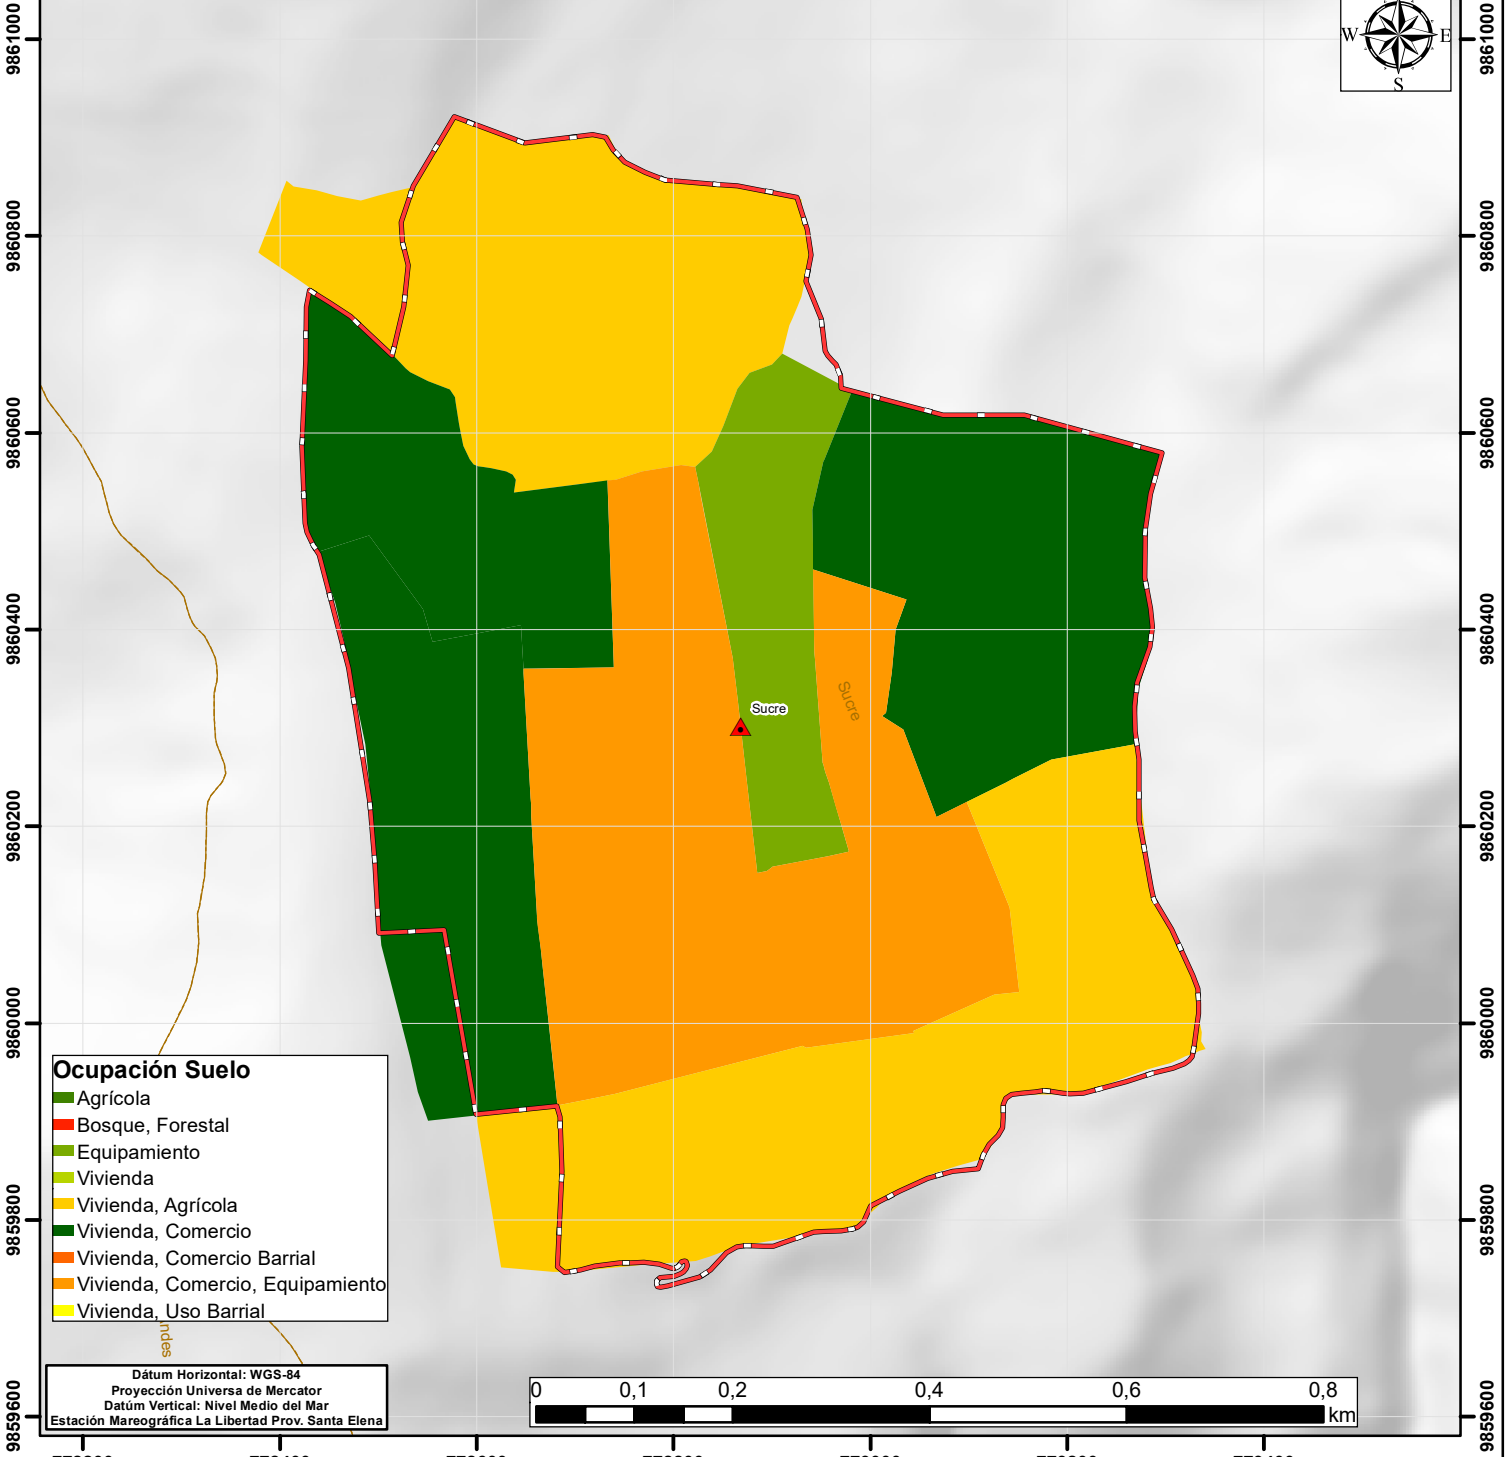 W E
S
9861000
9861000
9860800
9860800
9860600
9860600
9860400
9860400
Sucre
Sucre
9860200
9860200
9860000
9860000
Ocupación Suelo
Agrícola
Bosque, Forestal
Equipamiento
Vivienda
Vivienda, Agrícola
Vivienda, Comercio
Vivienda, Comercio Barrial
Vivienda, Comercio, Equipamiento
Vivienda, Uso Barrial
9859800
9859800
ndes
Dátum Horizontal: WGS-84
Proyección Universa de Mercator
Datúm Vertical: Nivel Medio del Mar
Estación Mareográfica La Libertad Prov. Santa Elena
0 0,1 0,2 0,4 0,6 0,8
km
9859600
9859600